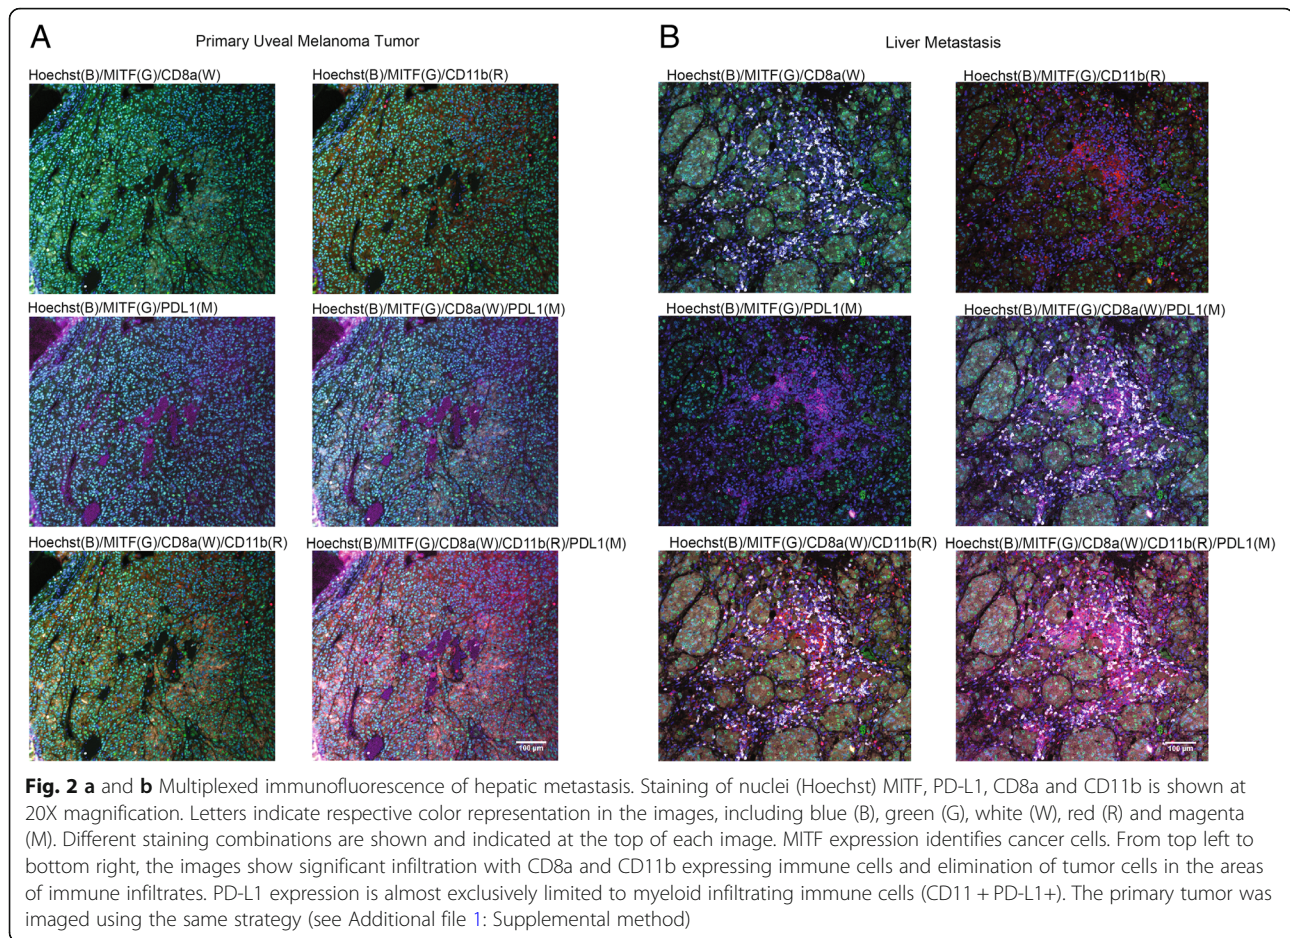 A
Primary Uveal Melanoma Tumor
B
Liver Metastasis
Hoechst(B)/MITF(G)/CD8a(W)
Hoechst(B)/MITF(G)/CD11b(R)
Hoechst(B)/MITF(G)/CD8a(W)
Hoechst(B)/MITF(G)/CD11b(R)
Hoechst(B)/MITF(G)/PDL1(M)
Hoechst(B)/MITF(G)/CD8a(W)/PDL1(M)
Hoechst(B)/MITF(G)/PDL1(M)
Hoechst(B)/MITF(G)/CD8a(W)/PDL1(M)
Hoechst(B)/MITF(G)/CD8a(W)/CD11b(R)
Hoechst(B)/MITF(G)/CD8a(W)/CD11b(R)/PDL1(M)
Hoechst(B)/MITF(G)/CD8a(W)/CD11b(R)
Hoechst(B)/MITF(G)/CD8a(W)/CD11b(R)/PDL1(M)
100 µm
100 µm
Fig. 2 a and b Multiplexed immunofluorescence of hepatic metastasis. Staining of nuclei (Hoechst) MITF, PD-L1, CD8a and CD11b is shown at
20X magnification. Letters indicate respective color representation in the images, including blue (B), green (G), white (W), red (R) and magenta
(M). Different staining combinations are shown and indicated at the top of each image. MITF expression identifies cancer cells. From top left to
bottom right, the images show significant infiltration with CD8a and CD11b expressing immune cells and elimination of tumor cells in the areas
of immune infiltrates. PD-L1 expression is almost exclusively limited to myeloid infiltrating immune cells (CD11 + PD-L1+). The primary tumor was
imaged using the same strategy (see Additional file 1: Supplemental method)